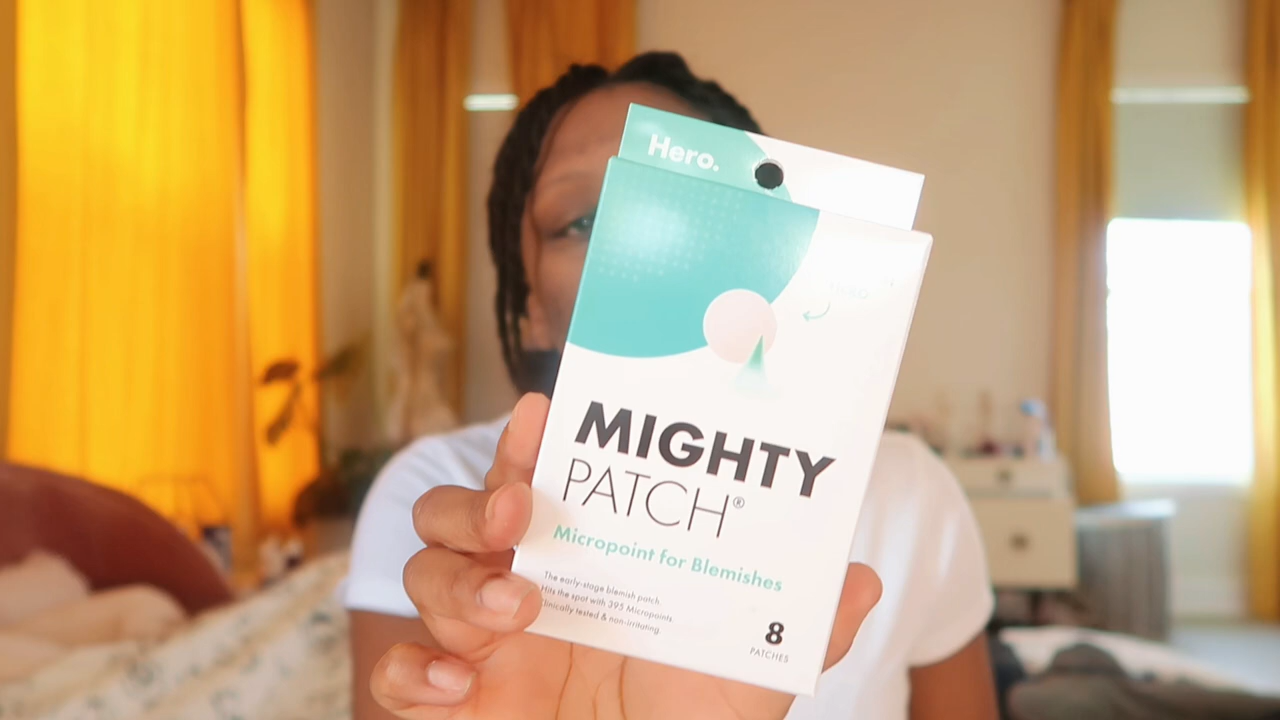 Hero.
MIGHTY
PATCH®
Micropoint for Blemishes
The early-stage blemish patch.
Hits the spot with 395 Micropoints.
Clinically tested & non-irritating.
8
PATCHES